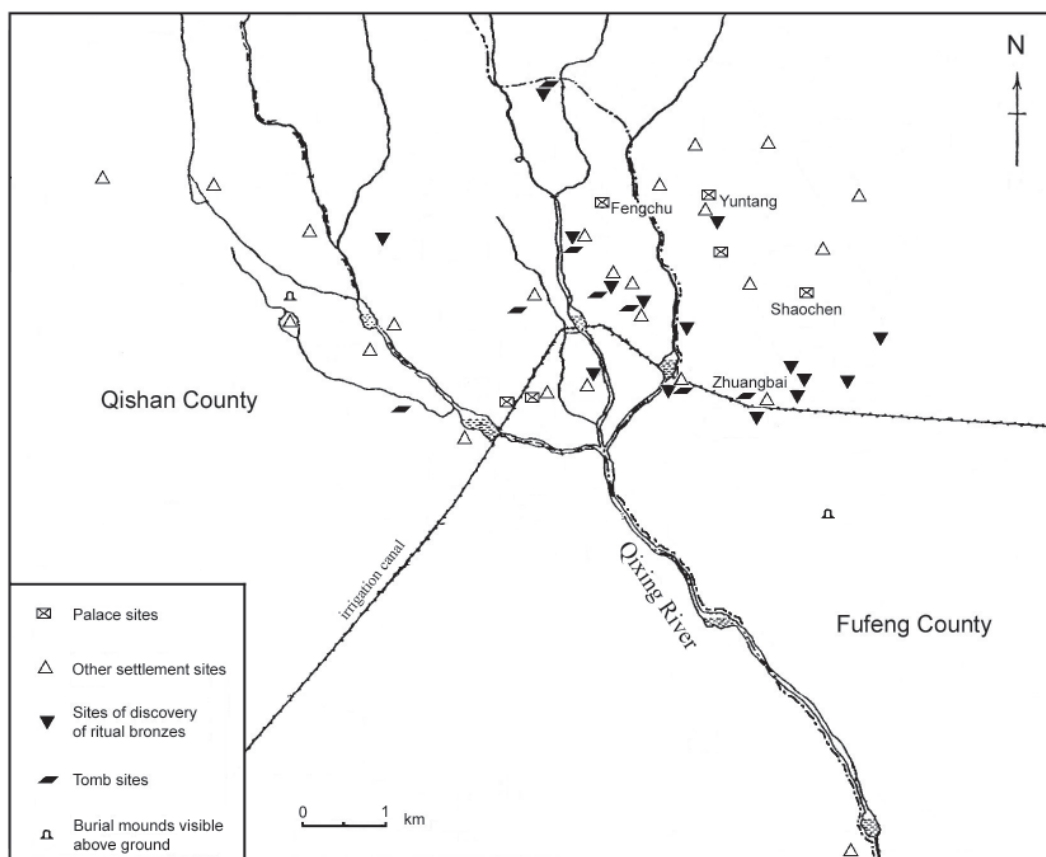 N
Fengchu
Yuntang
Shaochen
Zhuangbai
Qishan County
irrigation canal
Qixing River
Fufeng County
Palace sites
Other settlement sites
Sites of discovery
of ritual bronzes
Tomb sites
Burial mounds visible
above ground
0 1
km